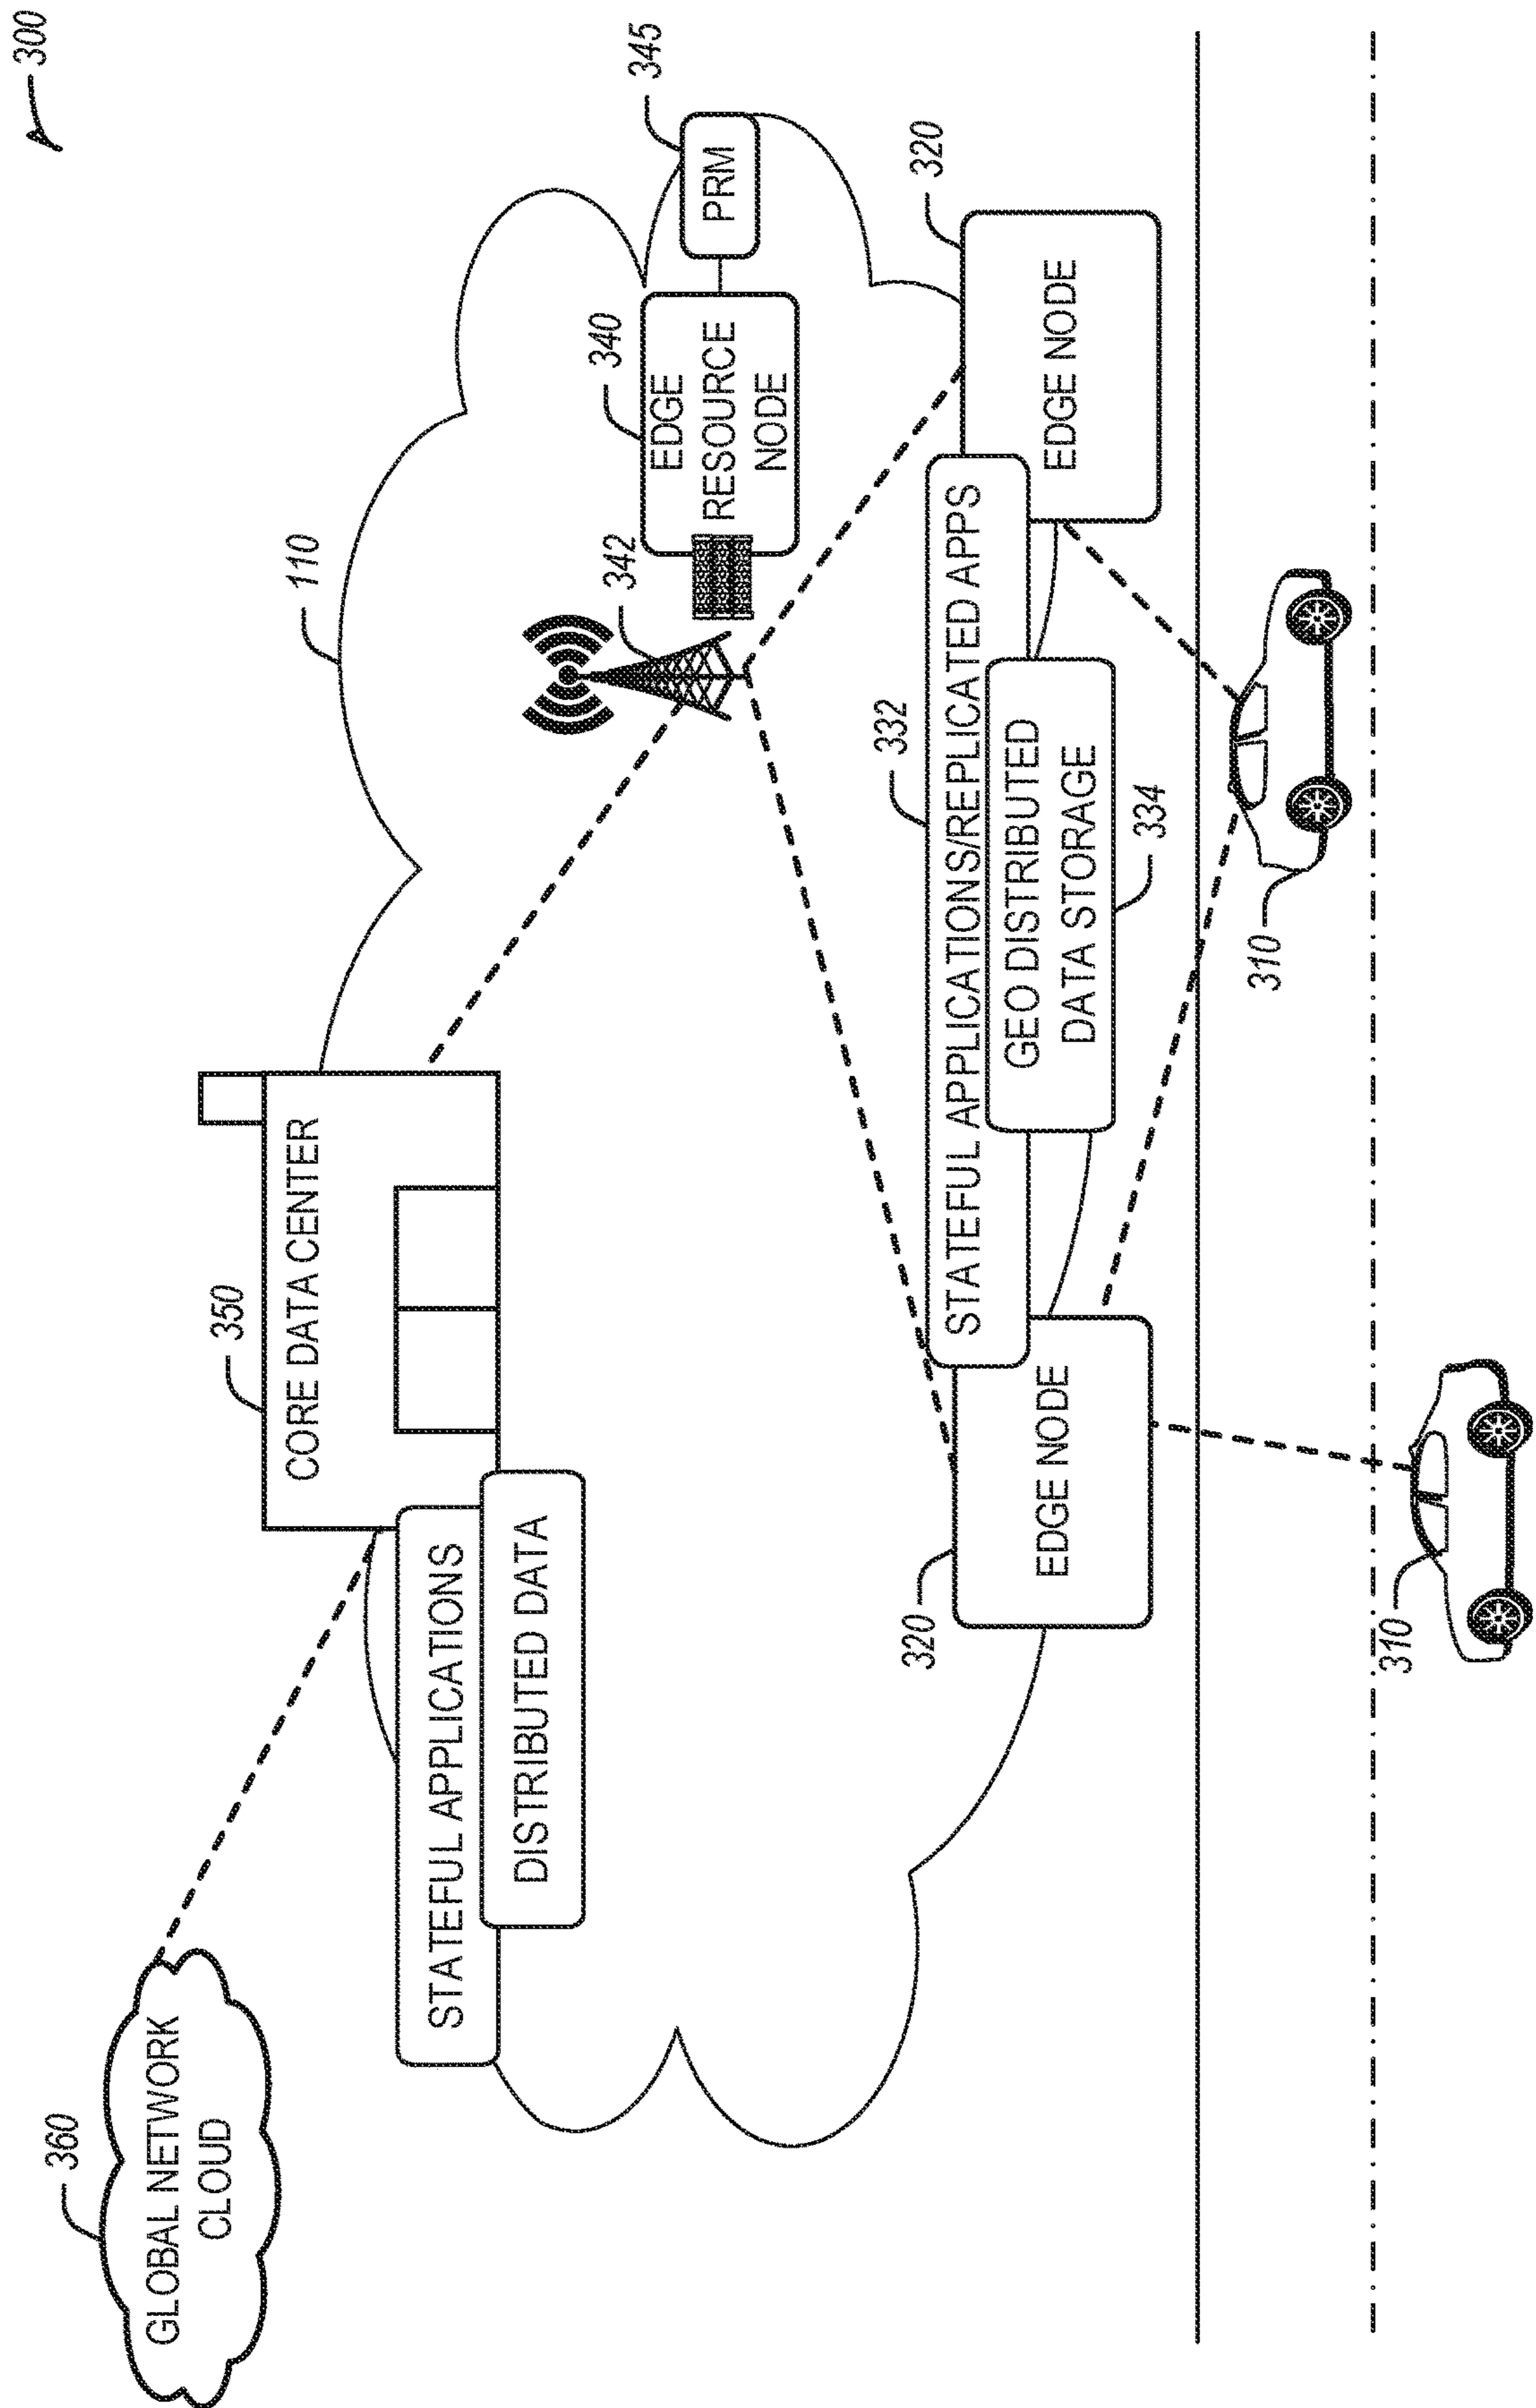 300
360
GLOBAL NETWORK
CLOUD
350
CORE DATA CENTER
STATEFUL APPLICATIONS
DISTRIBUTED DATA
110
342
340
EDGE
RESOURCE
NODE
345
PRM
320
EDGE NODE
332
STATEFUL APPLICATIONS/REPLICATED APPS
GEO DISTRIBUTED
DATA STORAGE
334
320
EDGE NODE
310
310